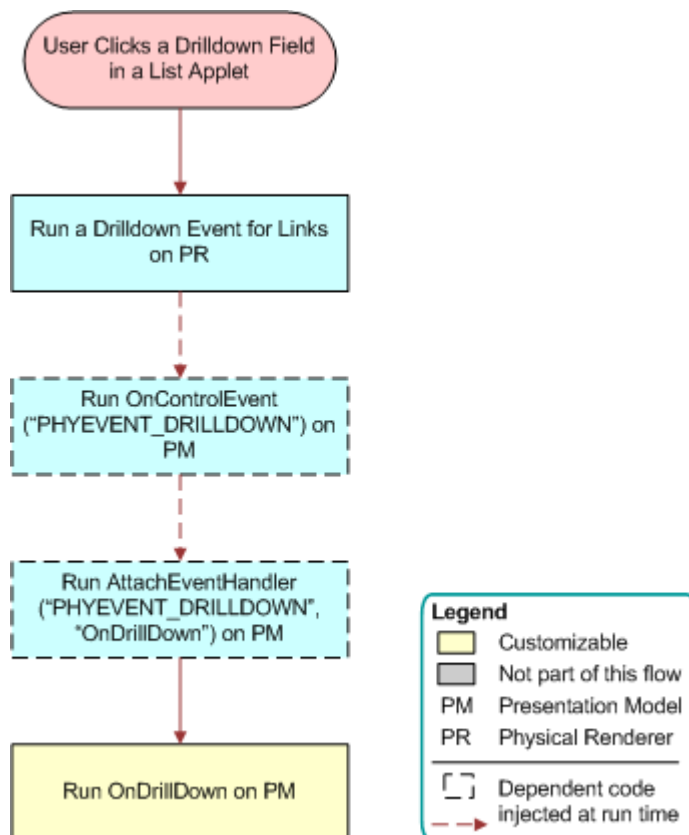 User Clicks a Drilldown Field
in a List Applet
Run a Drilldown Event for Links
on PR
Run OnControlEvent
(“PHYEVENT_DRILLDOWN”) on
PM
Run AttachEventHandler
(“PHYEVENT_DRILLDOWN”,
“OnDrillDown”) on PM
Run OnDrillDown on PM
Legend
Customizable
Not part of this flow
PM Presentation Model
PR Physical Renderer
Dependent code
injected at run time